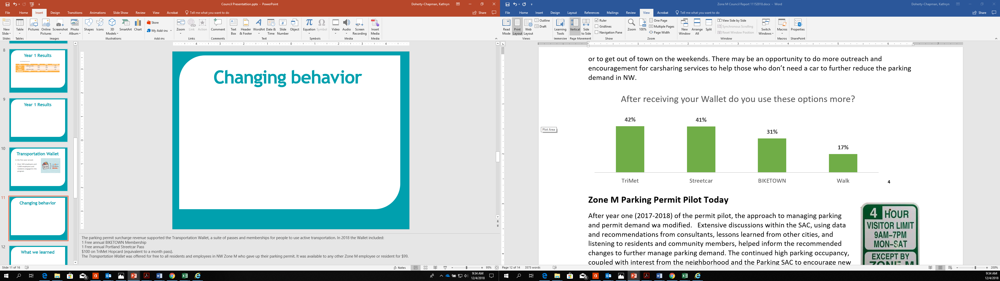 Council Presentattion.pptx - PowerPoint
Doherty-Chapman, Kathryn
File Home Insert Design Transitions Animations Slide Show Review View Acrobat Tell me what you want to do
Share
New Slide
Table
Pictures
Online Pictures
Screenshot
Photo Album
Shapes
Icons
3D Models
SmartArt
Chart
Store
My Add-ins
Zoom
Link
Action
Comment
Text Box
Header & Footer
WordArt
Date & Time
Slide Number
Object
Equation
Symbol
Video
Audio
Screen Recording
Insert Media
Slides Tables Images Illustrations Add-ins Links Comments Text Symbols Media Media
8
Year 1 Results
9
Year 1 Results
10
Transportation Wallet
In the first year served:
• Over 100 employers and
1,000 employees and
residents engaged in the
program
11
Changing behavior
12
What we learned
Changing behavior
The parking permit surcharge revenue supported the Transportation Wallet, a suite of passes and memberships for people to use active transportation. In 2018 the Wallet included:
1 Free annual BIKETOWN Membership
1 Free annual Portland Streetcar Pass
$100 on TriMet Hopcard (equivalent to a month pass).
The Transportation Wallet was offered for free to all residents and employees in NW Zone M who gave up their parking permit. It was available to any other Zone M employee or resident for $99.
Slide 11 of 16
Notes
95%
9:34 AM
12/4/2018
Zone M Council Report 11152018.docx - Word
Doherty-Chapman, Kathryn
File Home Insert Design Layout References Mailings Review View Acrobat Tell me what you want to do
Share
Read Mode
Print Layout
Web Layout
Outline
Draft
Learning Tools
Vertical
Side to Side
Ruler
Gridlines
Navigation Pane
Zoom
100%
One Page
Multiple Pages
Page Width
New Window
Arrange All
Split
View Side by Side
Synchronous Scrolling
Reset Window Position
Switch Windows
Macros
Properties
Views Immersive Page Movement Show Zoom Window Macros SharePoint
or to get out of town on the weekends. There may be an opportunity to do more outreach and
encouragement for carsharing services to help those who don't need a car to further reduce the parking
demand in NW.
After receiving your Wallet do you use these options more?
42%
41%
31%
17%
Plot Area
TriMet
Streetcar
BIKETOWN
Walk
4
Zone M Parking Permit Pilot Today
After year one (2017-2018) of the permit pilot, the approach to managing parking
and permit demand wa modified. Extensive discussions within the SAC, using data
and recommendations from consultants, lessons learned from other cities, and
listening to residents and community members, helped inform the recommended
changes to further manage parking demand. The continued high parking occupancy,
coupled with interest from the neighborhood and the Parking SAC to encourage new
4 HOUR
VISITOR LIMIT
9AM-7PM
MON-SAT
EXCEPT BY
ZONE M
Page 12 of 14
3575 words
200%
9:34 AM
12/4/2018